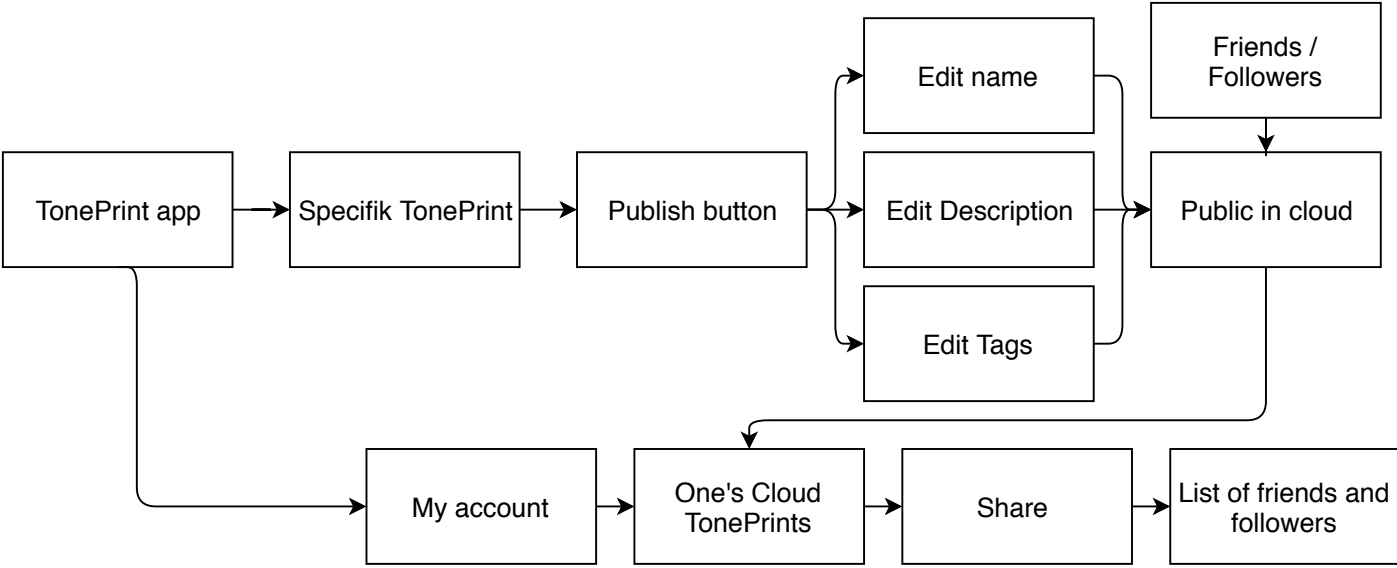 Edit name
Friends /
Followers
TonePrint app
Specifik TonePrint
Publish button
Edit Description
Public in cloud
Edit Tags
My account
One's Cloud
TonePrints
Share
List of friends and
followers